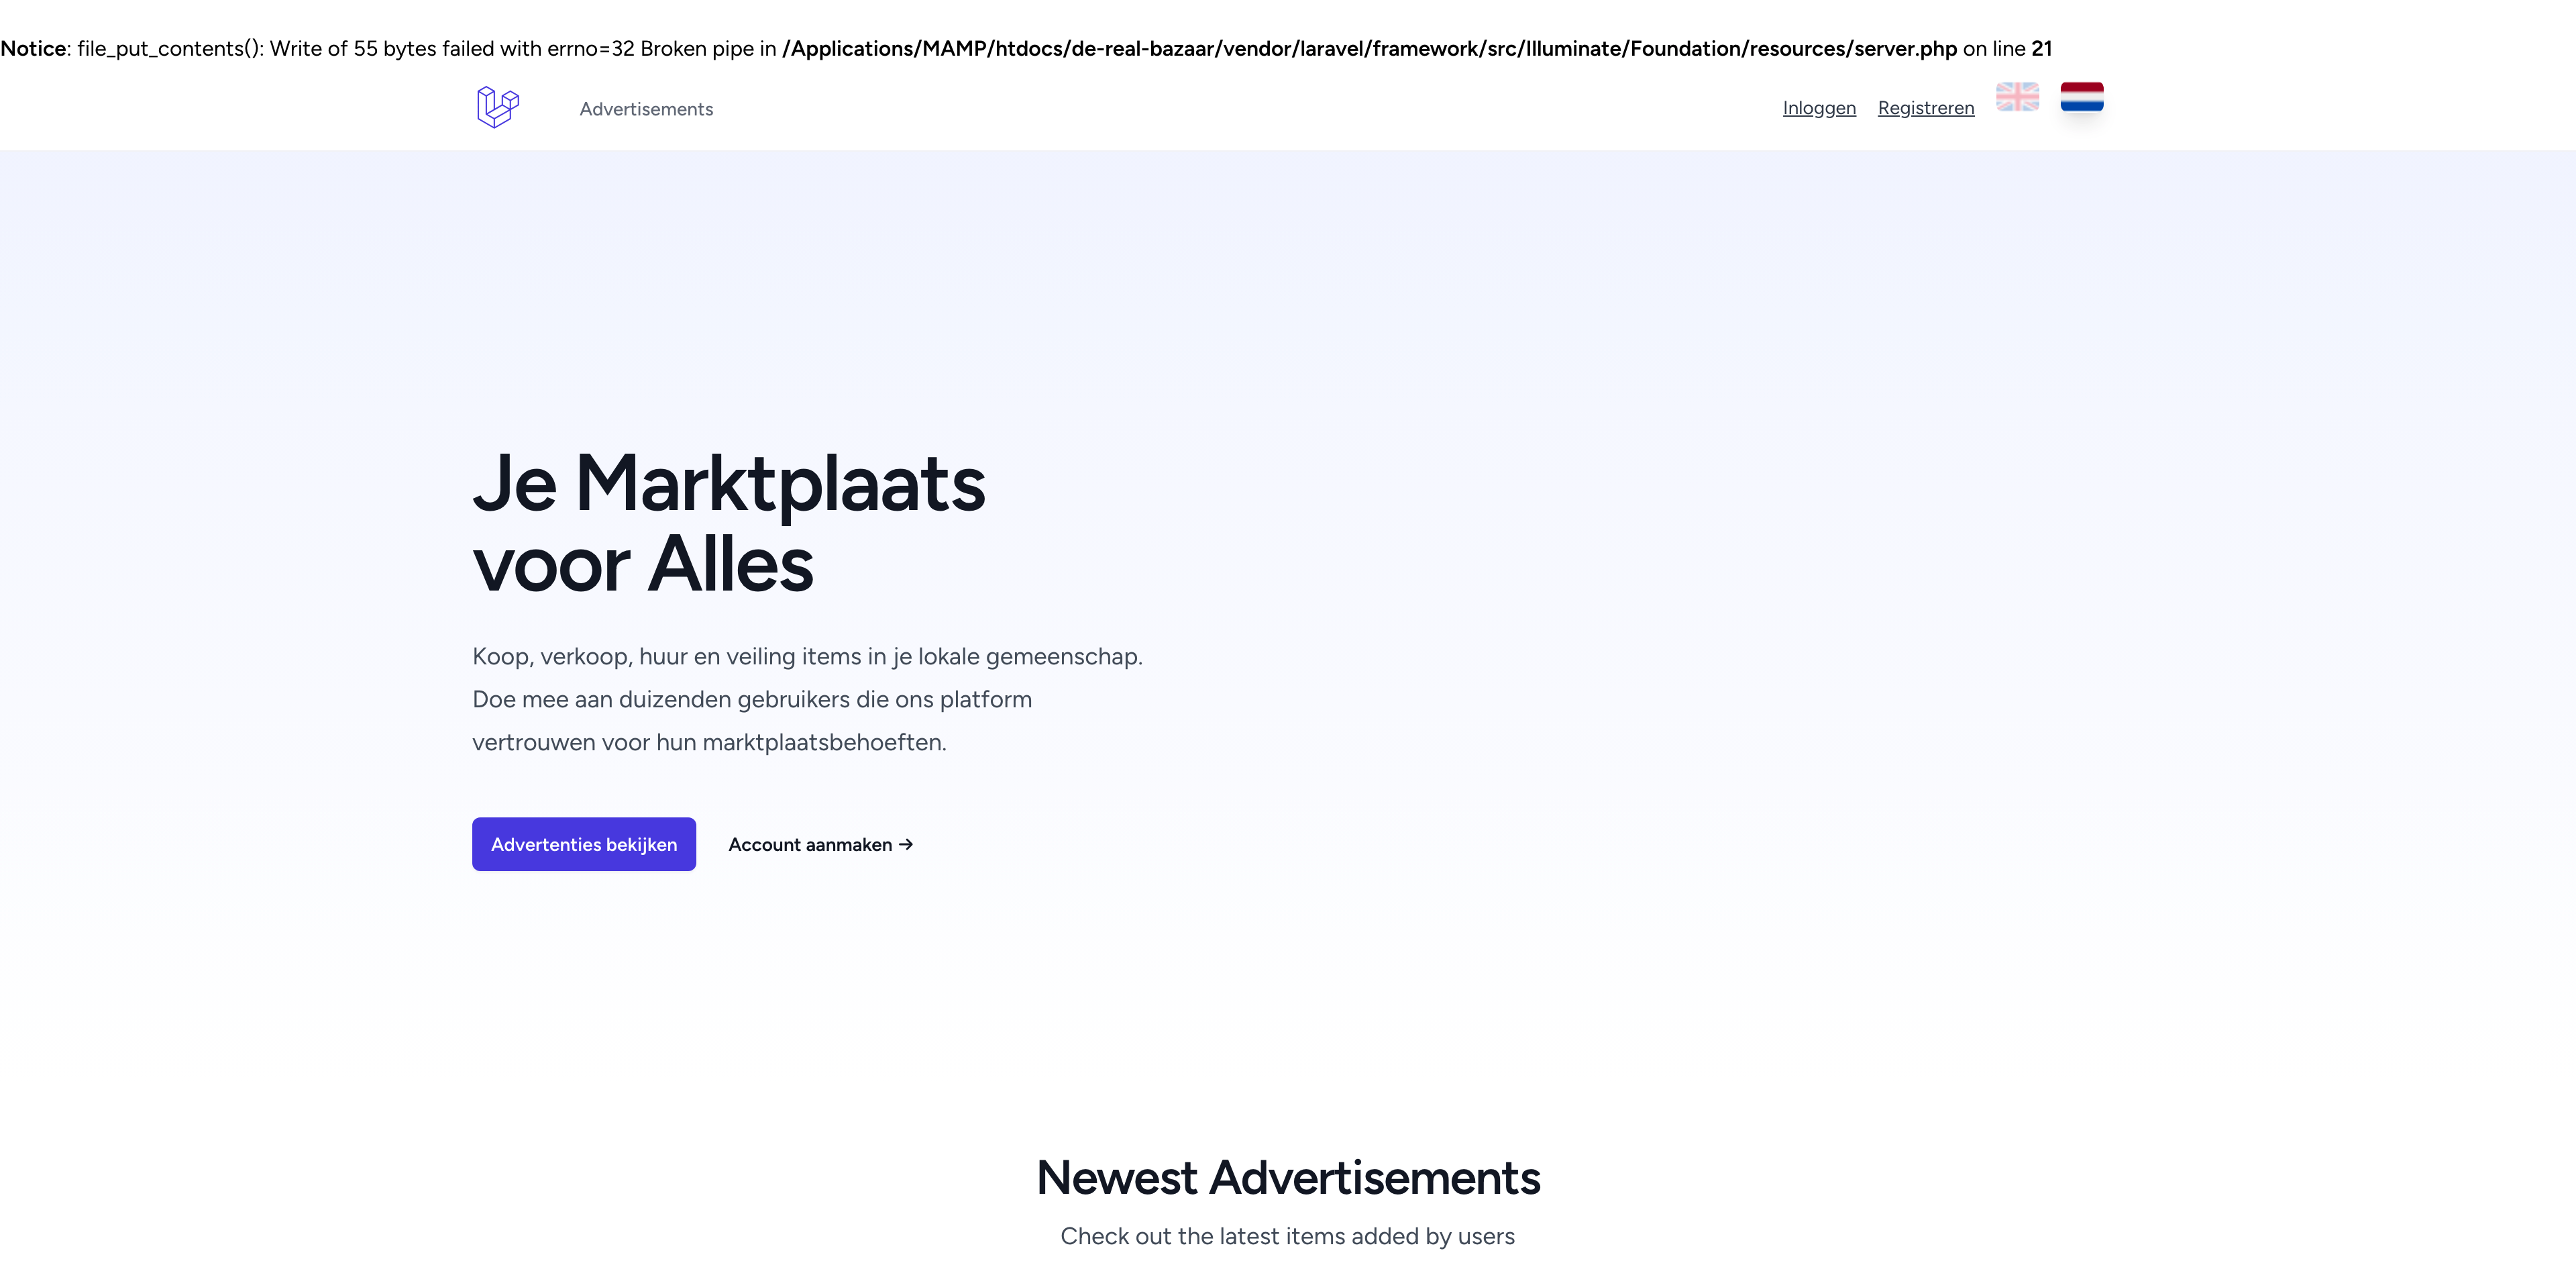 Notice: file_put_contents(): Write of 55 bytes failed with errno=32 Broken pipe in /Applications/MAMP/htdocs/de-real-bazaar/vendor/laravel/framework/src/Illuminate/Foundation/resources/server.php on line 21
Advertisements
Inloggen Registreren
Je Marktplaats
voor Alles
Koop, verkoop, huur en veiling items in je lokale gemeenschap.
Doe mee aan duizenden gebruikers die ons platform
vertrouwen voor hun marktplaatsbehoeften.
Advertenties bekijken Account aanmaken →
Newest Advertisements
Check out the latest items added by users